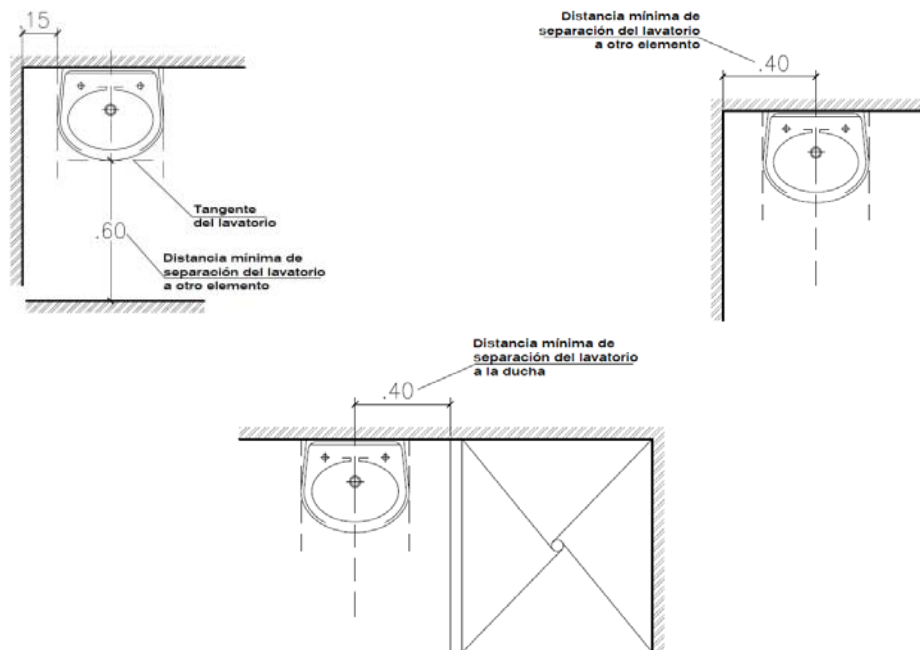 .15
Tangente
del lavatorio
.60
Distancia mínima de
separación del lavatorio
a otro elemento
Distancia mínima de
separación del lavatorio
a otro elemento
.40
Distancia mínima de
separación del lavatorio
a la ducha
.40